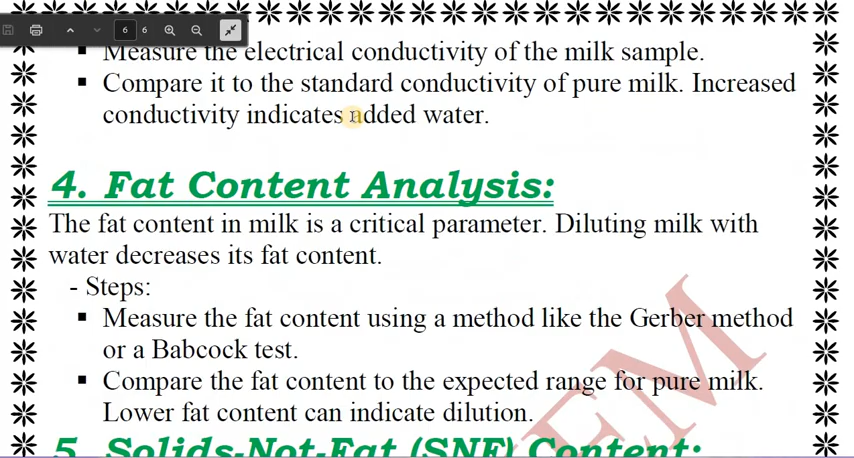 6 6
▪ Measure the electrical conductivity of the milk sample.
▪ Compare it to the standard conductivity of pure milk. Increased
conductivity indicates added water.
4. Fat Content Analysis:
The fat content in milk is a critical parameter. Diluting milk with
water decreases its fat content.
- Steps:
▪ Measure the fat content using a method like the Gerber method
or a Babcock test.
▪ Compare the fat content to the expected range for pure milk.
Lower fat content can indicate dilution.
5. Solids-Not-Fat (SNF) Content: